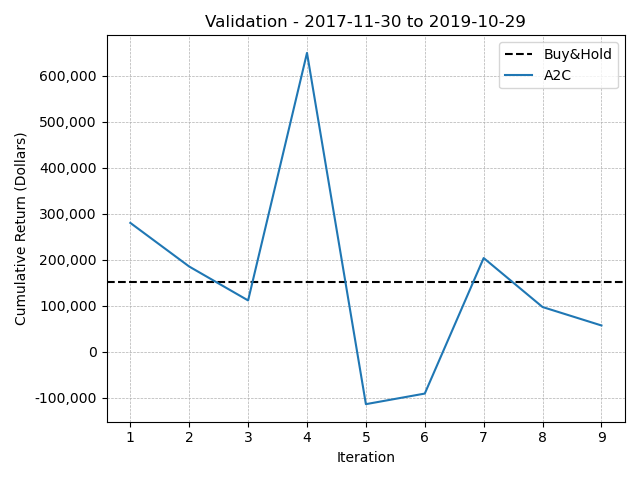 Validation - 2017-11-30 to 2019-10-29
Buy&Hold
A2C
Cumulative Return (Dollars)
600,000
500,000
400,000
300,000
200,000
100,000
0
-100,000
1 2 3 4 5 6 7 8 9
Iteration